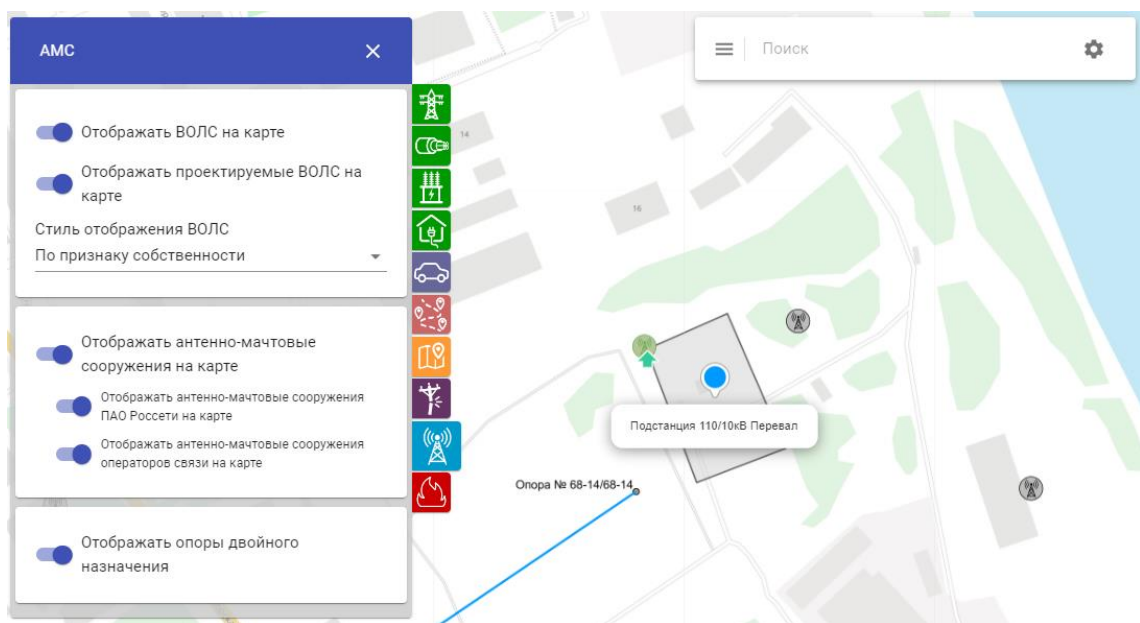 АМС
Отображать ВОЛС на карте
Отображать проектируемые ВОЛС на
карте
Стиль отображения ВОЛС
По признаку собственности
Отображать антенно-мачтовые
сооружения на карте
Отображать антенно-мачтовые сооружения
ПАО Россети на карте
Отображать антенно-мачтовые сооружения
операторов связи на карте
Отображать опоры двойного
назначения
Поиск
14
16
Подстанция 110/10кВ Перевал
Опора № 68-14/68-14